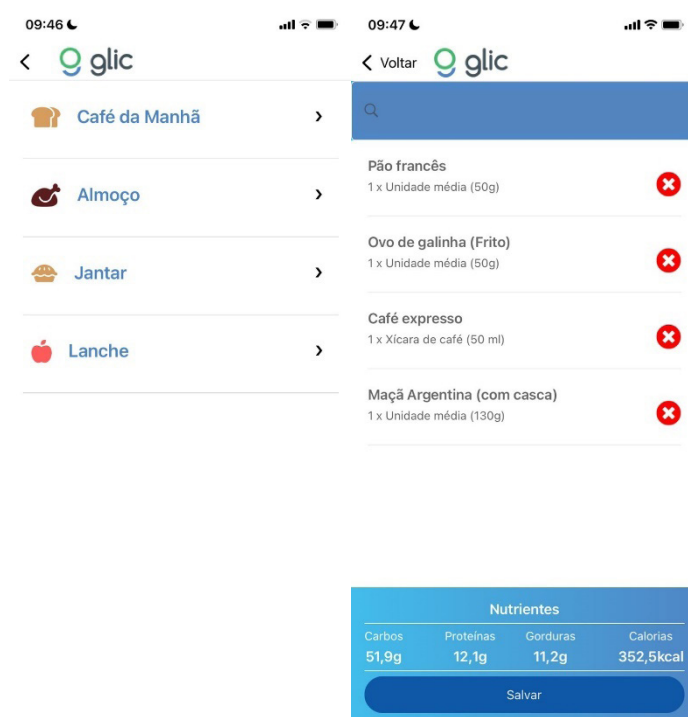 09:46
glic
Café da Manhã
Almoço
Jantar
Lanche
09:47
Voltar
glic
Pão francês
1 x Unidade média (50g)
Ovo de galinha (Frito)
1 x Unidade média (50g)
Café expresso
1 x Xícara de café (50 ml)
Maçã Argentina (com casca)
1 x Unidade média (130g)
Nutrientes
Carbos Proteínas Gorduras Calorias
51,9g 12,1g 11,2g 352,5kcal
Salvar